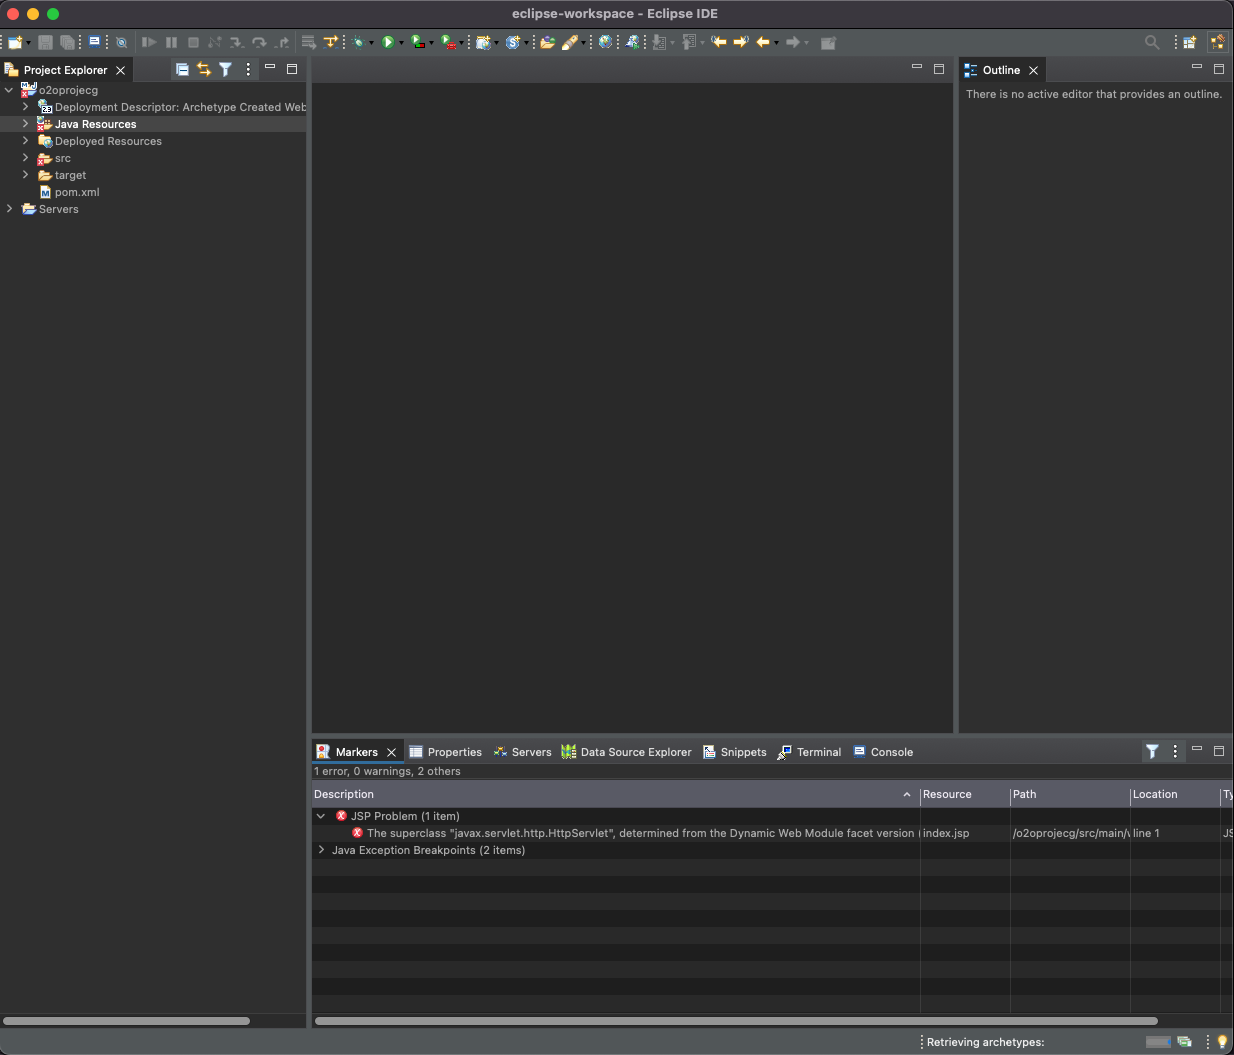 eclipse-workspace - Eclipse IDE
Project Explorer
o2oprojecg
Deployment Descriptor: Archetype Created Web
Java Resources
Deployed Resources
src
target
pom.xml
Servers
Outline
There is no active editor that provides an outline.
Markers
Properties
Servers
Data Source Explorer
Snippets
Terminal
Console
1 error, 0 warnings, 2 others
Description Resource Path Location Ty
JSP Problem (1 item)
The superclass "javax.servlet.http.HttpServlet", determined from the Dynamic Web Module facet version ( index.jsp /o2oprojecg/src/main/ line 1 JS
Java Exception Breakpoints (2 items)
Retrieving archetypes: